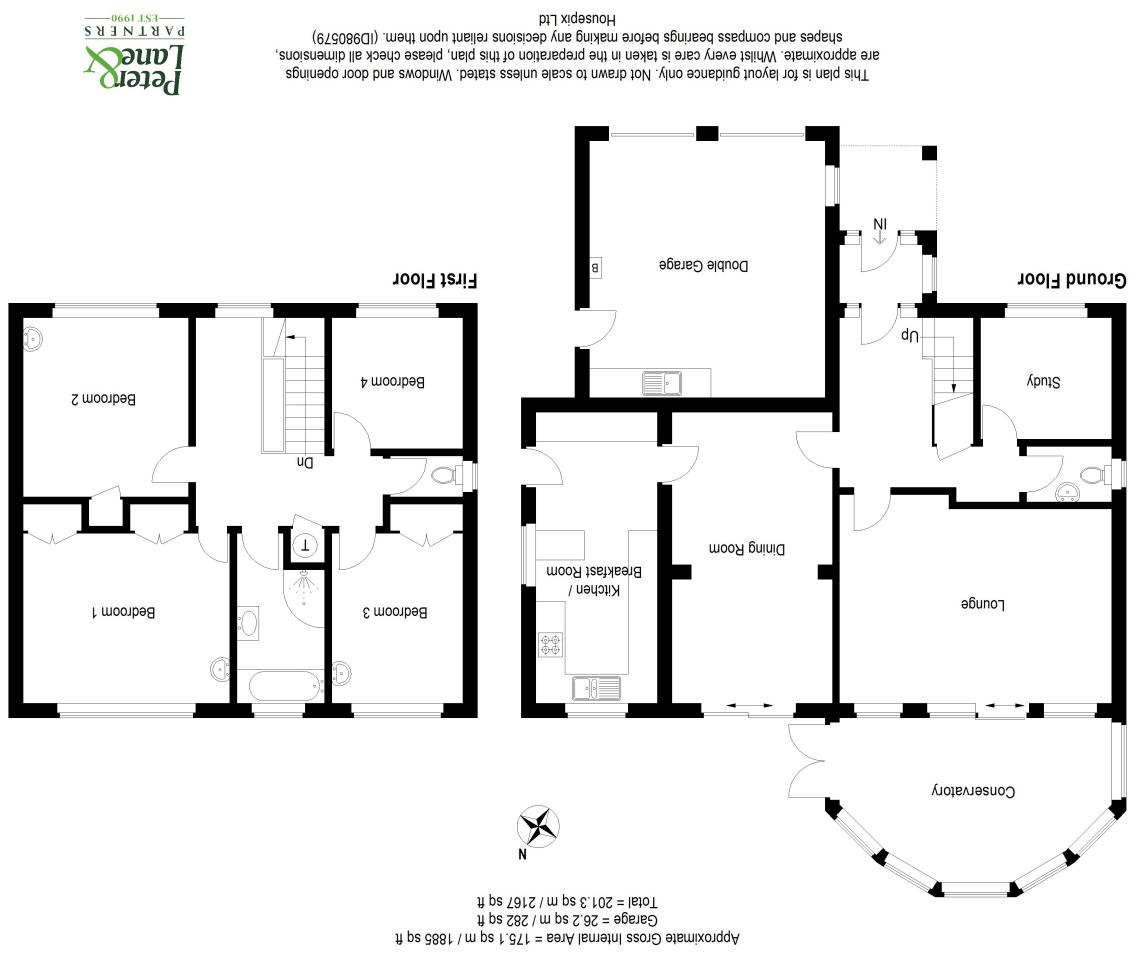 Approximate Gross Internal Area = 175.1 sq m / 1885 sq ft
Garage = 26.2 sq m / 282 sq ft
Total = 201.3 sq m / 2167 sq ft
N
Conservatory
Lounge
Dining Room
Kitchen /
Breakfast Room
Study
Up
Double Garage
B
IN
Ground Floor
Bedroom 3
Bedroom 1
T
Dn
Bedroom 4
Bedroom 2
First Floor
This plan is for layout guidance only. Not drawn to scale unless stated. Windows and door openings
are approximate. Whilst every care is taken in the preparation of this plan, please check all dimensions,
shapes and compass bearings before making any decisions reliant upon them. (ID980579)
Housepix Ltd
Peter
&
Lane
PARTNERS
EST 1990